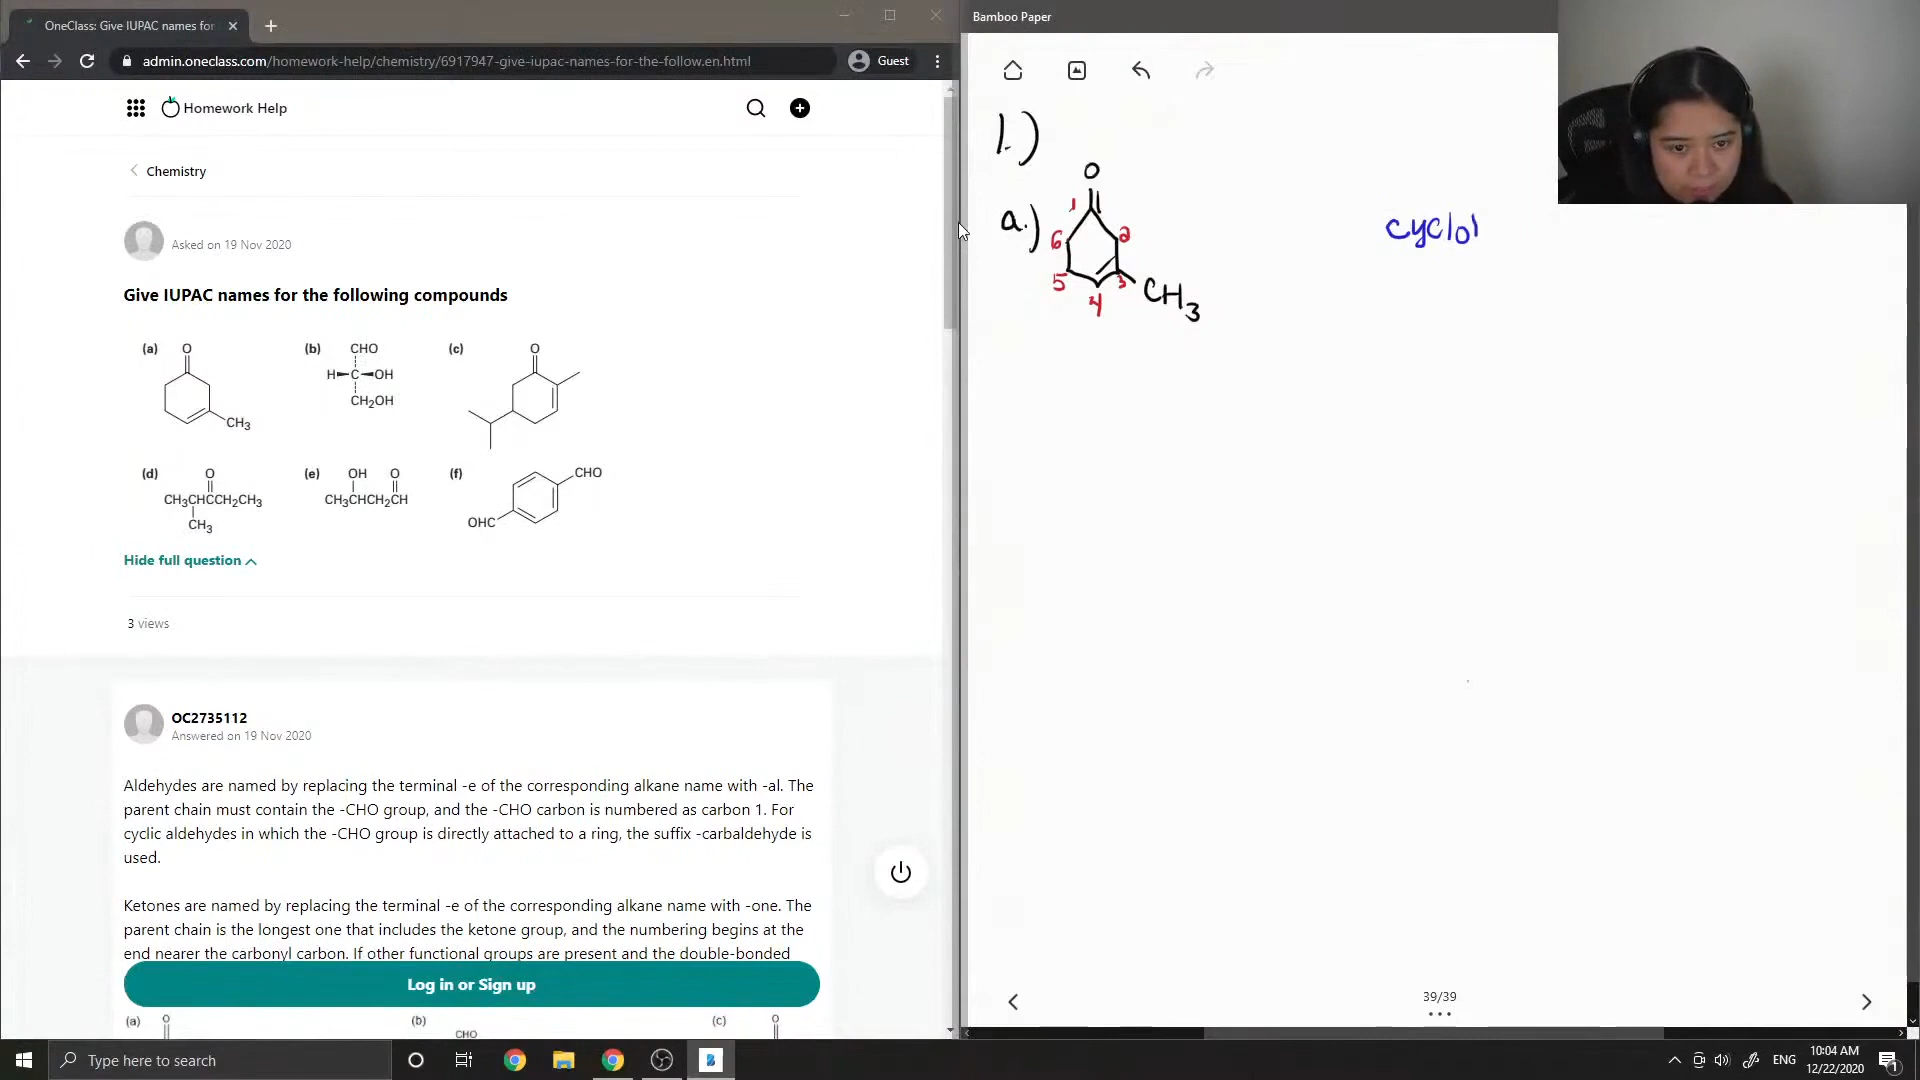 OneClass: Give IUPAC names for
Bamboo Paper
admin.oneclass.com/homework-help/chemistry/6917947-give-iupac-names-for-the-follow.en.html
Guest
Homework Help
Chemistry
Asked on 19 Nov 2020
Give IUPAC names for the following compounds
(a) O
CH₃
(b) CHO
H C OH
CH₂OH
(c) O
(d) O
CH₃CHCCH₂CH₃
CH₃
(e) OH O
CH₃CHCH₂CH
(f) CHO
OHC
Hide full question
3 views
OC2735112
Answered on 19 Nov 2020
Aldehydes are named by replacing the terminal -e of the corresponding alkane name with -al. The
parent chain must contain the -CHO group, and the -CHO carbon is numbered as carbon 1. For
cyclic aldehydes in which the -CHO group is directly attached to a ring, the suffix -carbaldehyde is
used.
Ketones are named by replacing the terminal -e of the corresponding alkane name with -one. The
parent chain is the longest one that includes the ketone group, and the numbering begins at the
end nearer the carbonyl carbon. If other functional groups are present and the double-bonded
Log in or Sign up
(a) O
(b) CHO
(c) O
1.)
O
a.)
1
6 2
5 3
4
CH₃
39/39
Type here to search
ENG
10:04 AM
12/22/2020
1